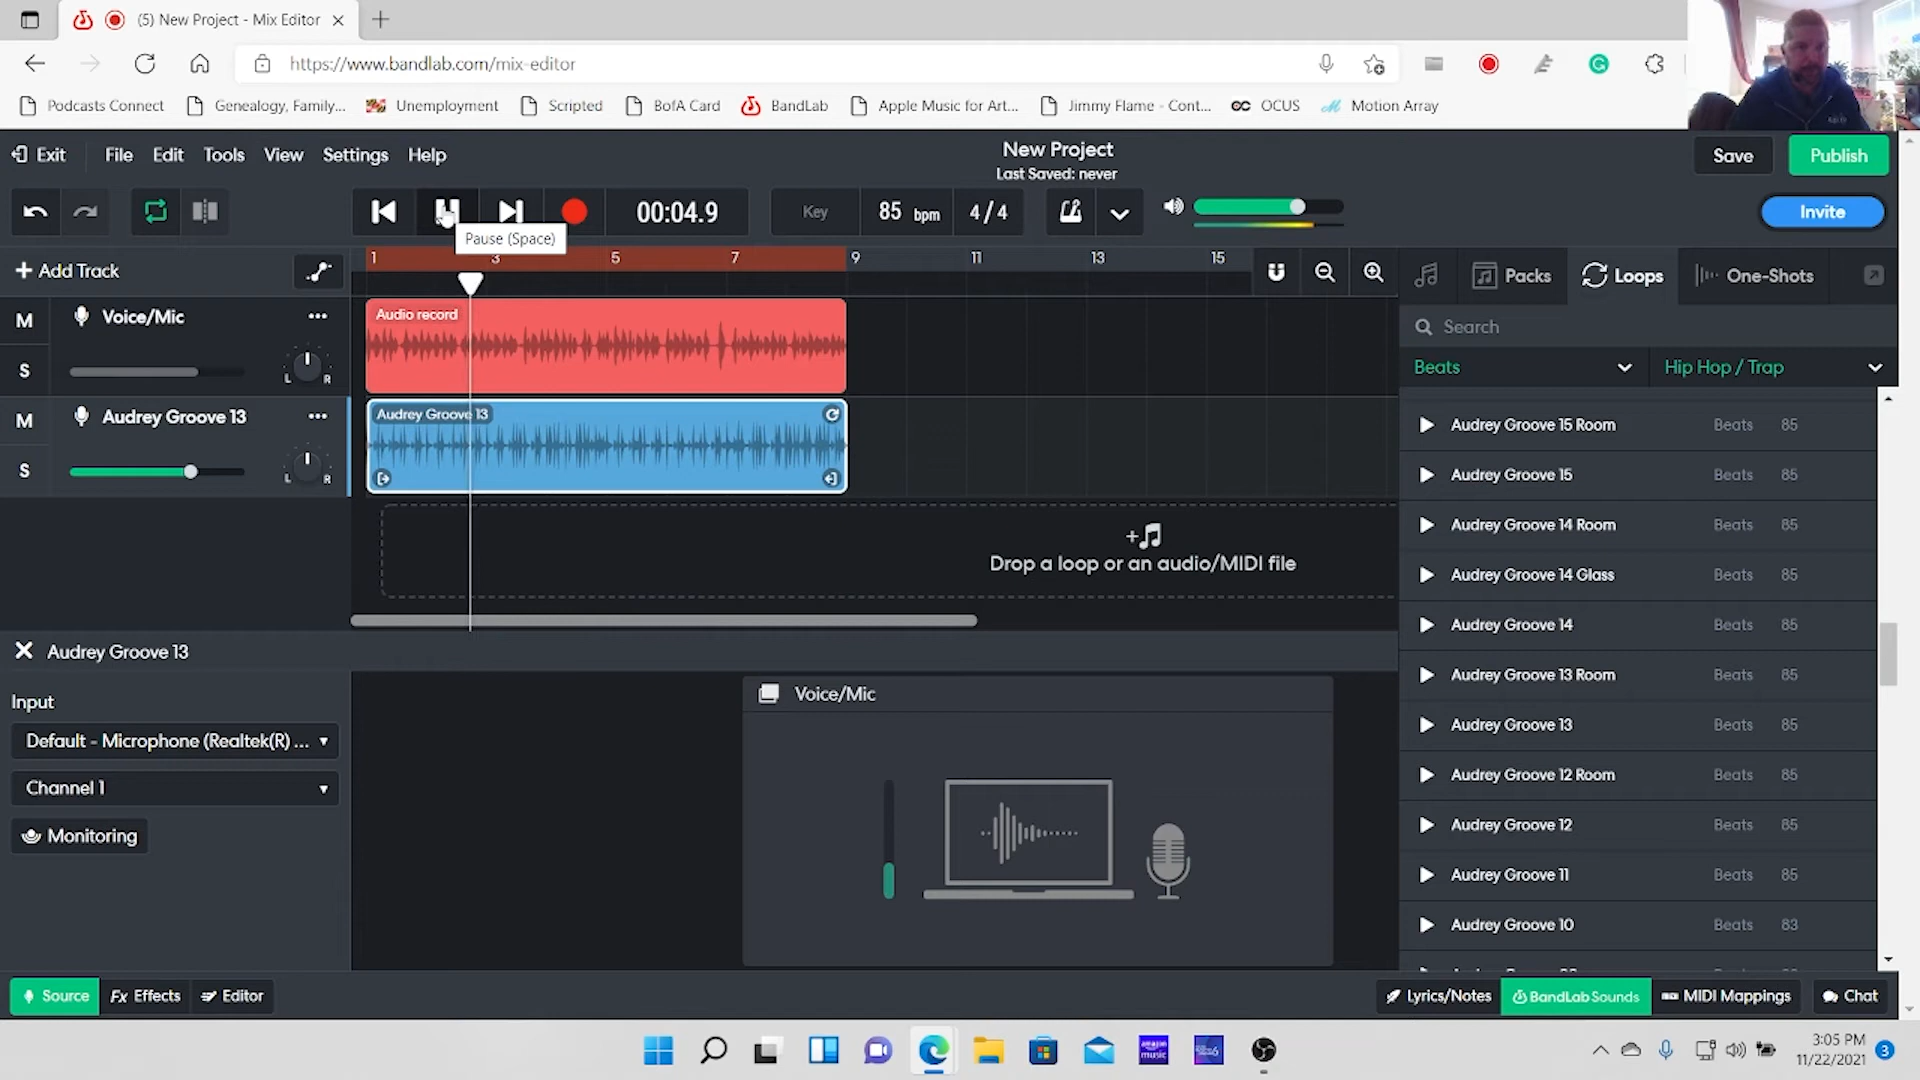 (5) New Project - Mix Editor
https://www.bandlab.com/mix-editor
Podcasts Connect
Genealogy, Family...
Unemployment
Scripted
BofA Card
BandLab
Apple Music for Art...
Jimmy Flame - Cont...
OCUS
Motion Array
Exit
File
Edit
Tools
View
Settings
Help
New Project
Last Saved: never
Save
Publish
00:04.9
Key
85 bpm
4 / 4
Invite
Pause (Space)
+ Add Track
1
3
5
7
9
11
13
15
Packs
Loops
One-Shots
Search
Beats
Hip Hop / Trap
M
Voice/Mic
S
L R
Audio record
M
Audrey Groove 13
S
L R
Audrey Groove 13
Drop a loop or an audio/MIDI file
Audrey Groove 15 Room Beats 85
Audrey Groove 15 Beats 85
Audrey Groove 14 Room Beats 85
Audrey Groove 14 Glass Beats 85
Audrey Groove 14 Beats 85
Audrey Groove 13 Room Beats 85
Audrey Groove 13 Beats 85
Audrey Groove 12 Room Beats 85
Audrey Groove 12 Beats 85
Audrey Groove 11 Beats 85
Audrey Groove 10 Beats 83
Audrey Groove 13
Input
Default - Microphone (Realtek(R) ...
Channel 1
Monitoring
Voice/Mic
Source
Fx Effects
Editor
Lyrics/Notes
BandLab Sounds
MIDI Mappings
Chat
amazon music
3:05 PM
11/22/2021
3